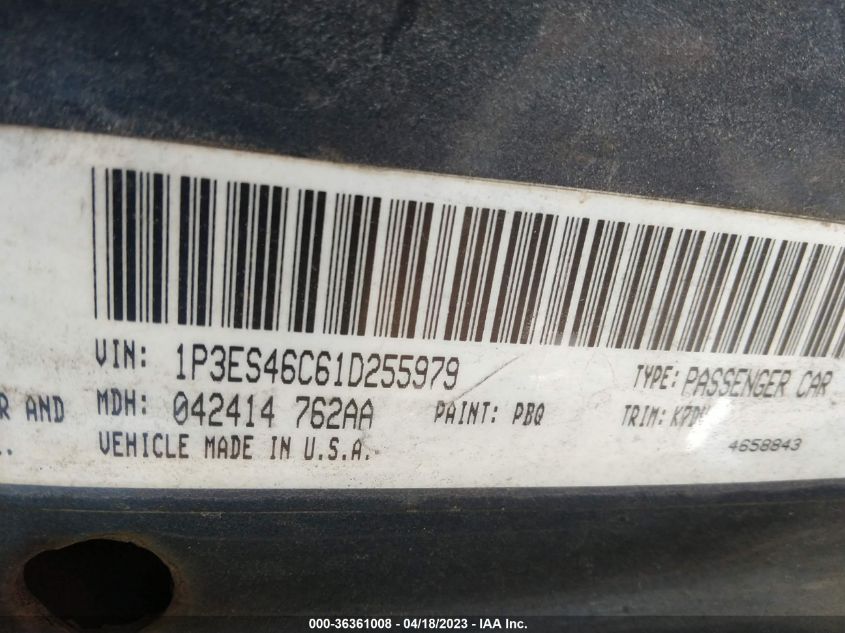 VIN: 1P3ES46C61D255979 TYPE: PASSENGER CAR
R AND MDH: 042414 762AA PAINT: PBQ TRIM:
VEHICLE MADE IN U.S.A. 4658843
000-36361008 - 04/18/2023 - IAA Inc.